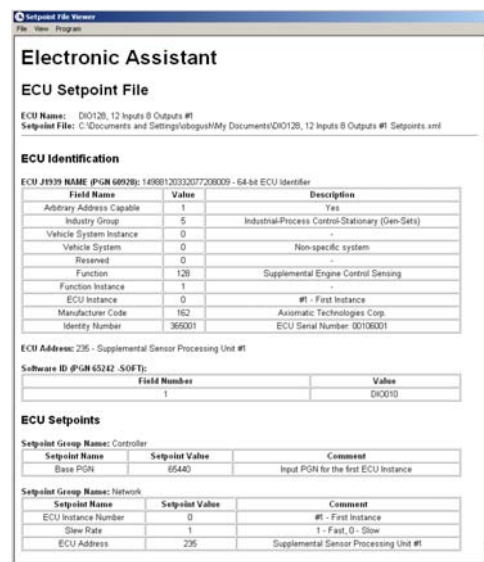 Setpoint File Viewer
File View Program
Electronic Assistant
ECU Setpoint File
ECU Name: DIO128, 12 Inputs 8 Outputs #1
Setpoint File: C:\Documents and Settings\obogush\My Documents\DIO128, 12 Inputs 8 Outputs #1 Setpoints.xml
ECU Identification
ECU J1939 NAME (PGN 60928): 14988120332077208009 - 64-bit ECU Identifier
Field Name Value Description
Arbitrary Address Capable 1 Yes
Industry Group 5 Industrial-Process Control-Stationary (Gen-Sets)
Vehicle System Instance 0 -
Vehicle System 0 Non-specific system
Reserved 0 -
Function 128 Supplemental Engine Control Sensing
Function Instance 1 -
ECU Instance 0 #1 - First Instance
Manufacturer Code 162 Axiomatic Technologies Corp.
Identity Number 365001 ECU Serial Number: 00106001
ECU Address: 235 - Supplemental Sensor Processing Unit #1
Software ID (PGN 65242 -SOFT):
Field Number Value
1 DIO010
ECU Setpoints
Setpoint Group Name: Controller
Setpoint Name Setpoint Value Comment
Base PGN 65440 Input PGN for the first ECU Instance
Setpoint Group Name: Network
Setpoint Name Setpoint Value Comment
ECU Instance Number 0 #1 - First Instance
Slew Rate 1 1 - Fast, 0 - Slow
ECU Address 235 Supplemental Sensor Processing Unit #1